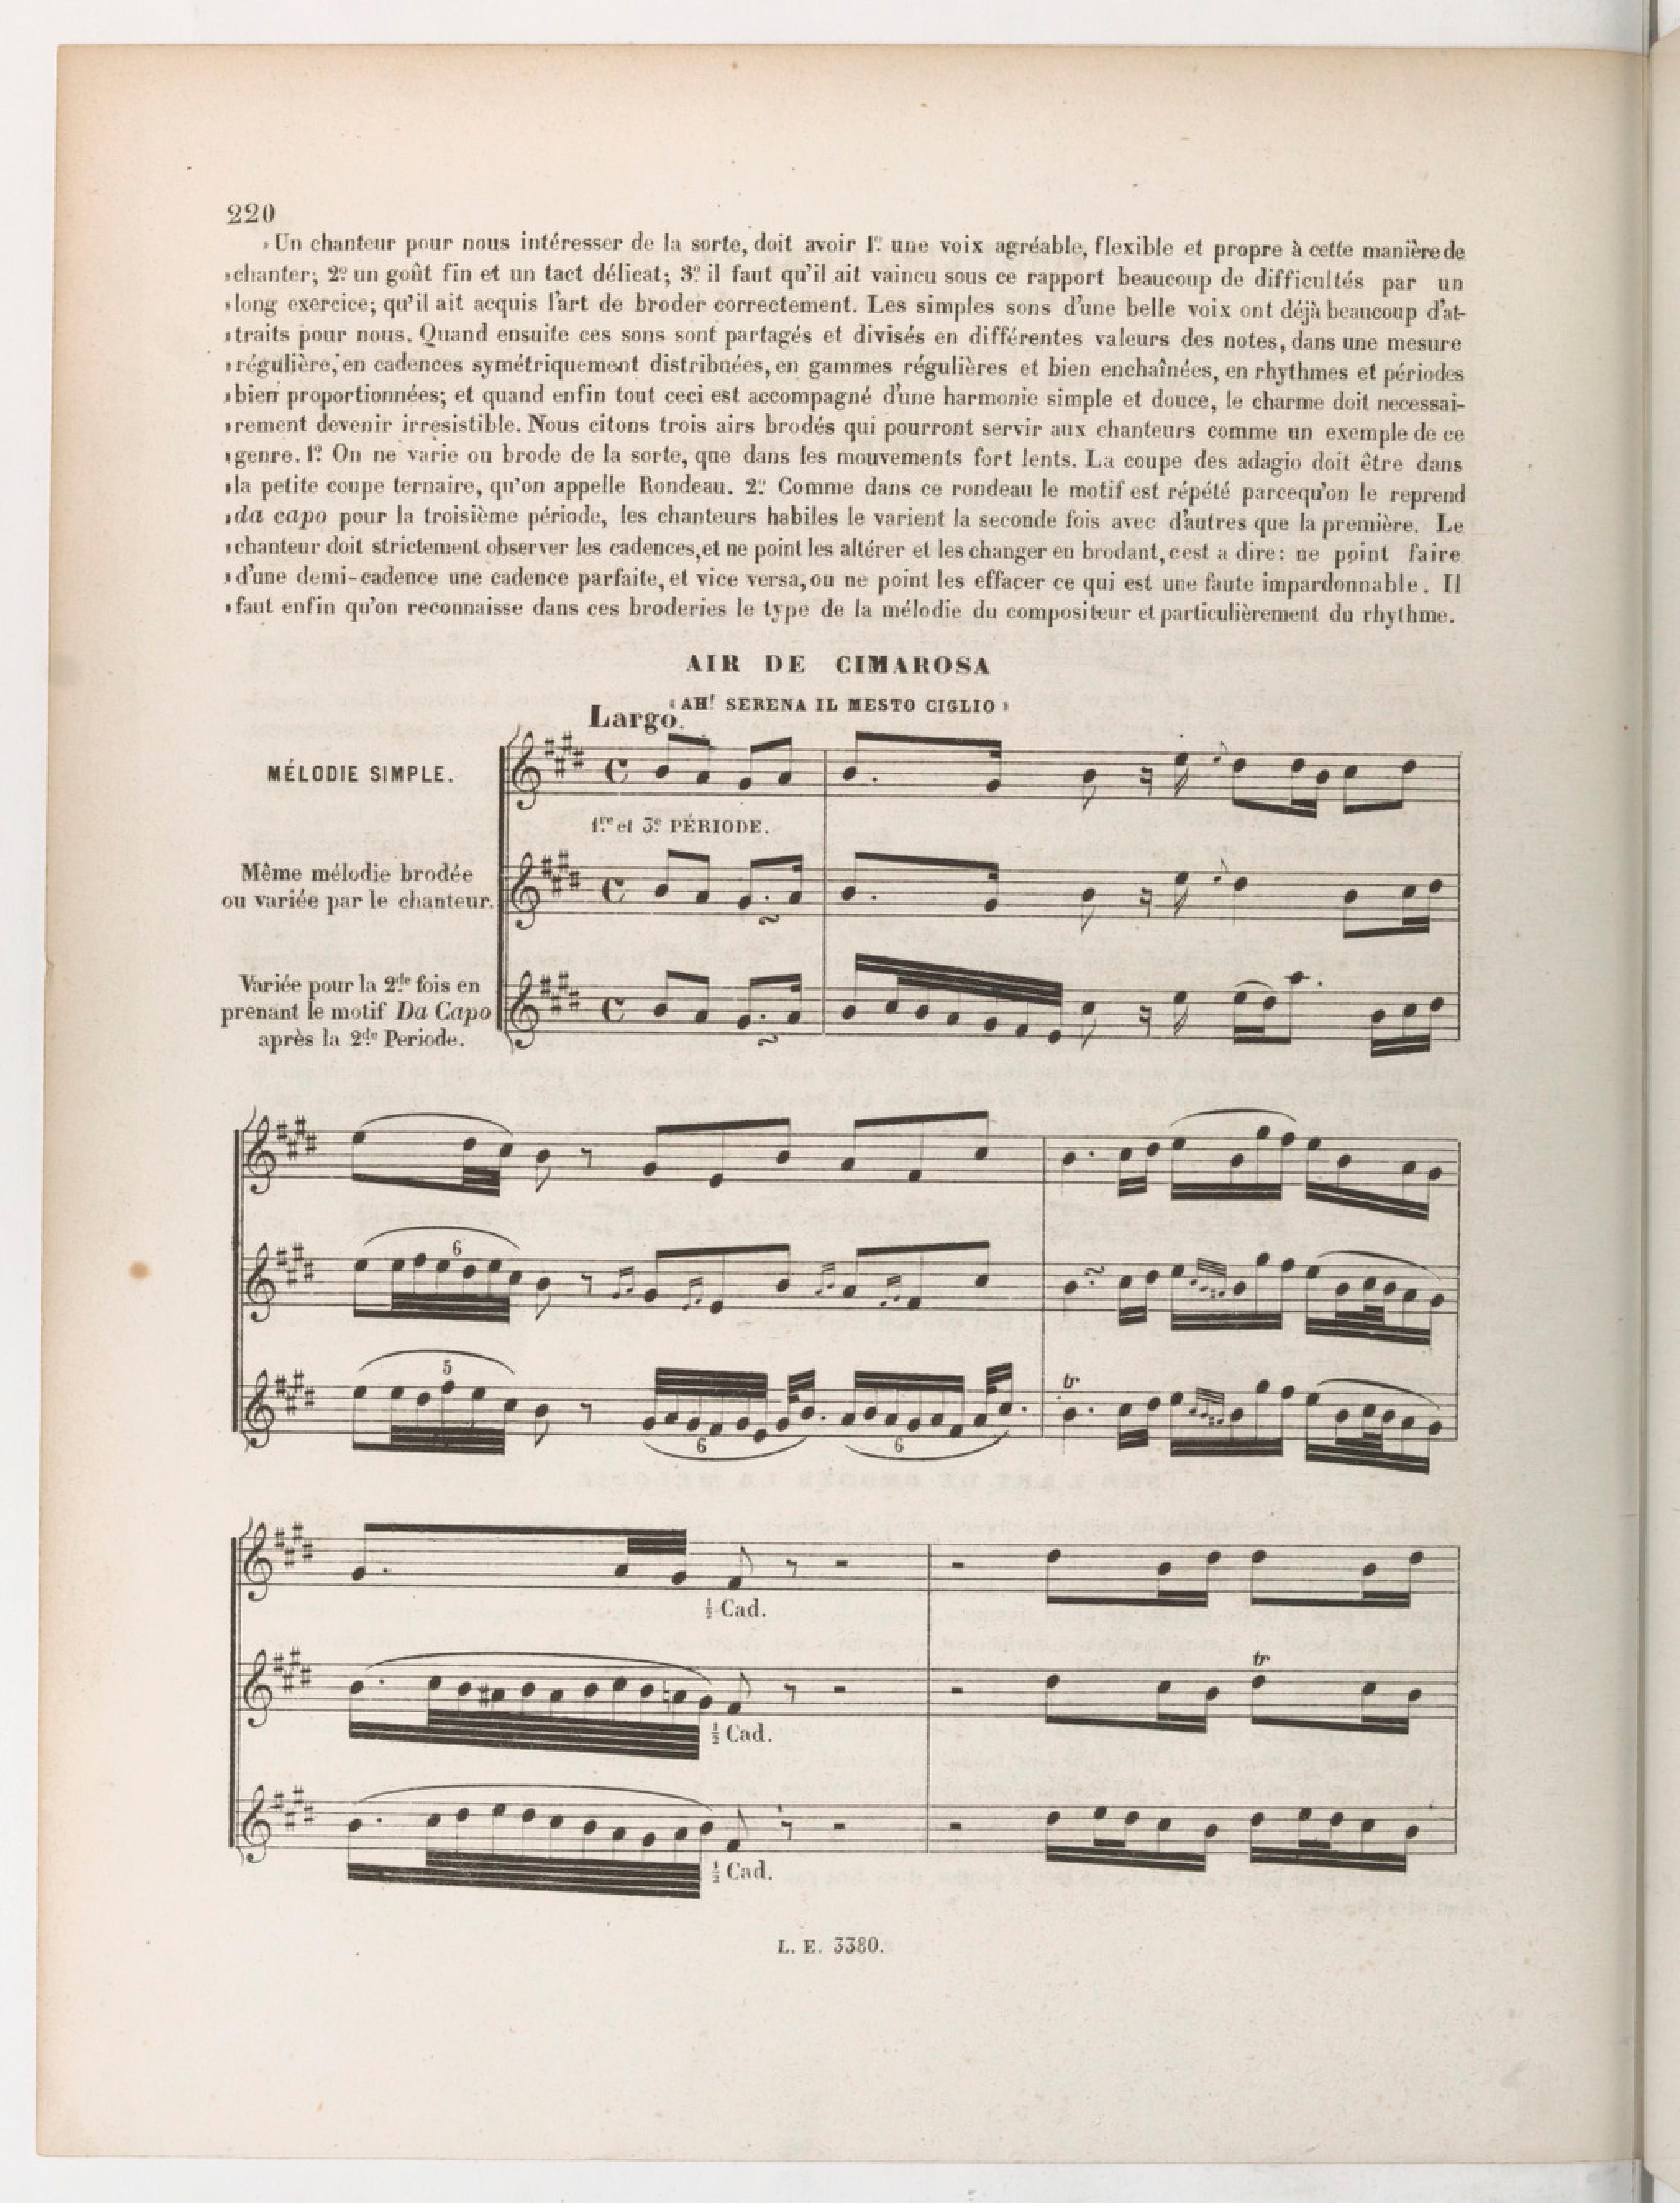 220
»Un chanteur pour nous intéresser de la sorte, doit avoir 1º une voix agréable, flexible et propre à cette manière de
»chanter; 2º un goût fin et un tact délicat; 3º il faut qu'il ait vaincu sous ce rapport beaucoup de difficultés par un
»long exercice; qu'il ait acquis l'art de broder correctement. Les simples sons d'une belle voix ont déjà beaucoup d'at-
»traits pour nous. Quand ensuite ces sons sont partagés et divisés en différentes valeurs des notes, dans une mesure
»régulière, en cadences symétriquement distribuées, en gammes régulières et bien enchaînées, en rhythmes et périodes
»bien proportionnées; et quand enfin tout ceci est accompagné d'une harmonie simple et douce, le charme doit necessai-
»rement devenir irresistible. Nous citons trois airs brodés qui pourront servir aux chanteurs comme un exemple de ce
»genre. 1º On ne varie ou brode de la sorte, que dans les mouvements fort lents. La coupe des adagio doit être dans
»la petite coupe ternaire, qu'on appelle Rondeau. 2º Comme dans ce rondeau le motif est répété parcequ'on le reprend
»da capo pour la troisième période, les chanteurs habiles le varient la seconde fois avec d'autres que la première. Le
»chanteur doit strictement observer les cadences, et ne point les altérer et les changer en brodant, cest a dire: ne point faire
»d'une demi-cadence une cadence parfaite, et vice versa, ou ne point les effacer ce qui est une faute impardonnable. Il
»faut enfin qu'on reconnaisse dans ces broderies le type de la mélodie du compositeur et particulièrement du rhythme.
AIR DE CIMAROSA
«AH! SERENA IL MESTO CIGLIO»
Largo.
MÉLODIE SIMPLE.
1re et 3e PÉRIODE.
Même mélodie brodée
ou variée par le chanteur.
Variée pour la 2de fois en
prenant le motif Da Capo
après la 2de Periode.
6
5
6 6
tr
½ Cad.
tr
½ Cad.
½ Cad.
L. E. 3380.